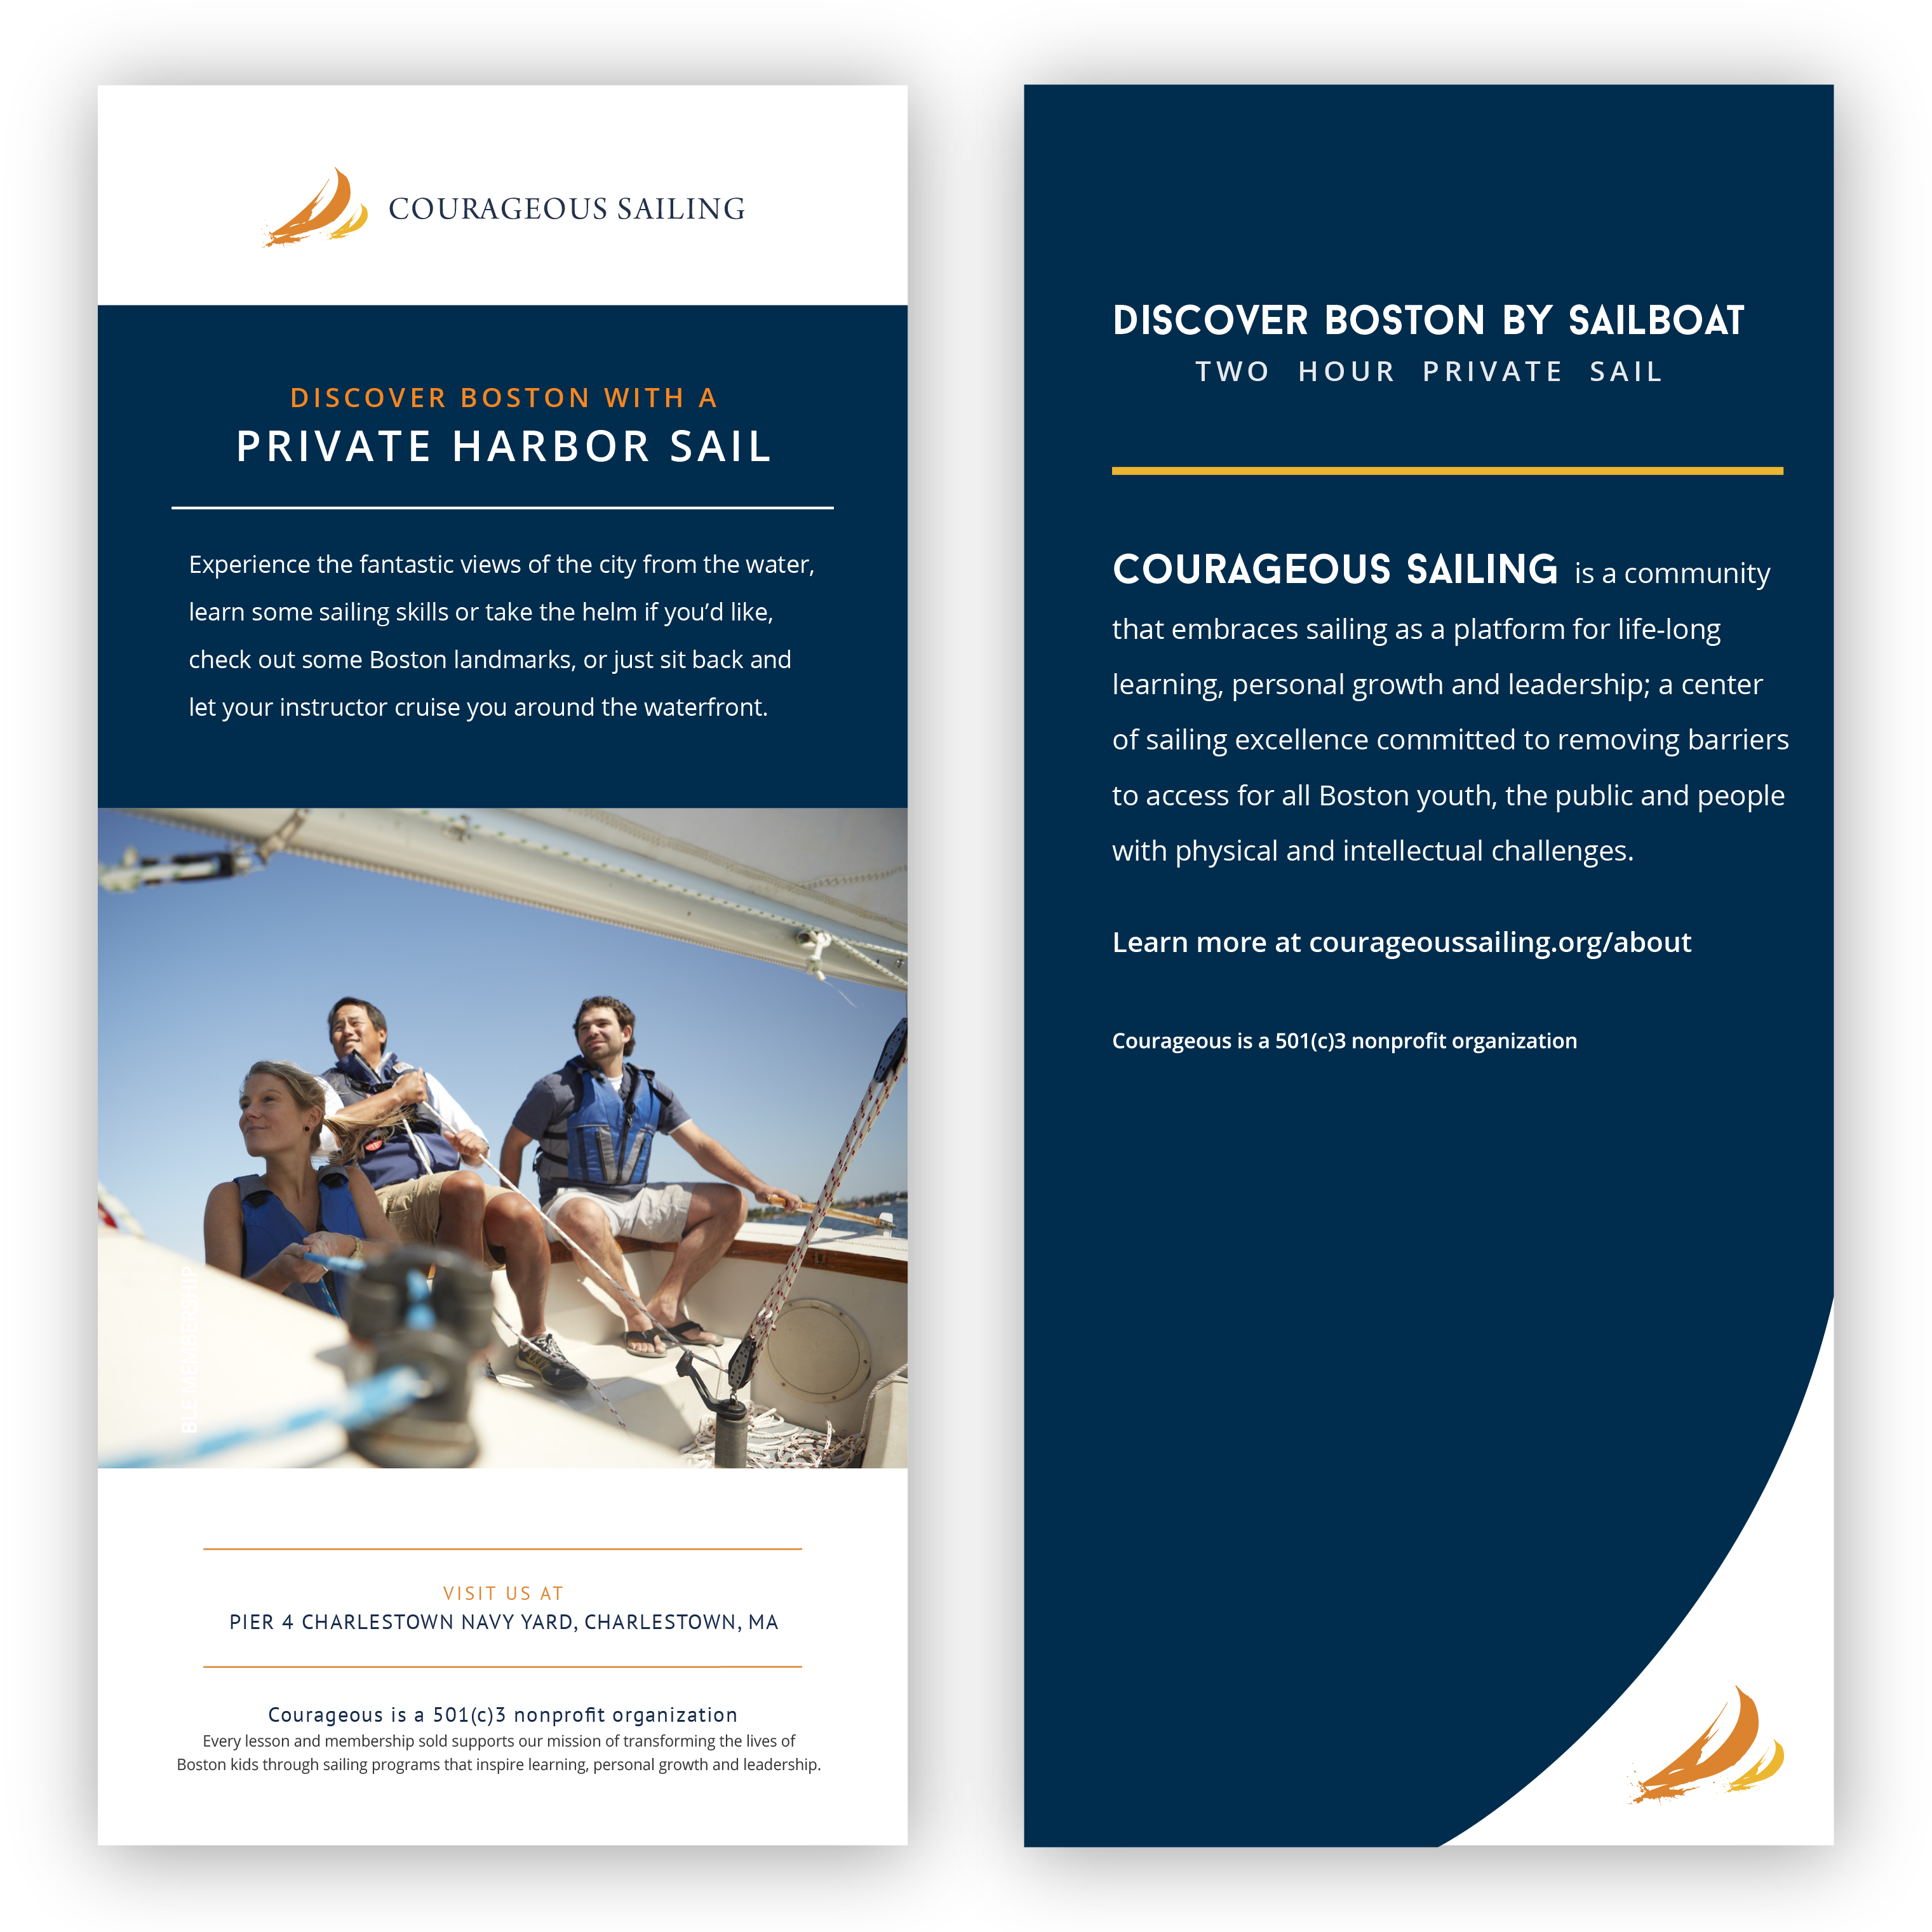 COURAGEOUS SAILING
DISCOVER BOSTON WITH A
PRIVATE HARBOR SAIL
Experience the fantastic views of the city from the water,
learn some sailing skills or take the helm if you’d like,
check out some Boston landmarks, or just sit back and
let your instructor cruise you around the waterfront.
BLE MEMBERSHIP
VISIT US AT
PIER 4 CHARLESTOWN NAVY YARD, CHARLESTOWN, MA
Courageous is a 501(c)3 nonprofit organization
Every lesson and membership sold supports our mission of transforming the lives of
Boston kids through sailing programs that inspire learning, personal growth and leadership.
DISCOVER BOSTON BY SAILBOAT
TWO HOUR PRIVATE SAIL
COURAGEOUS SAILING is a community
that embraces sailing as a platform for life-long
learning, personal growth and leadership; a center
of sailing excellence committed to removing barriers
to access for all Boston youth, the public and people
with physical and intellectual challenges.
Learn more at courageoussailing.org/about
Courageous is a 501(c)3 nonprofit organization